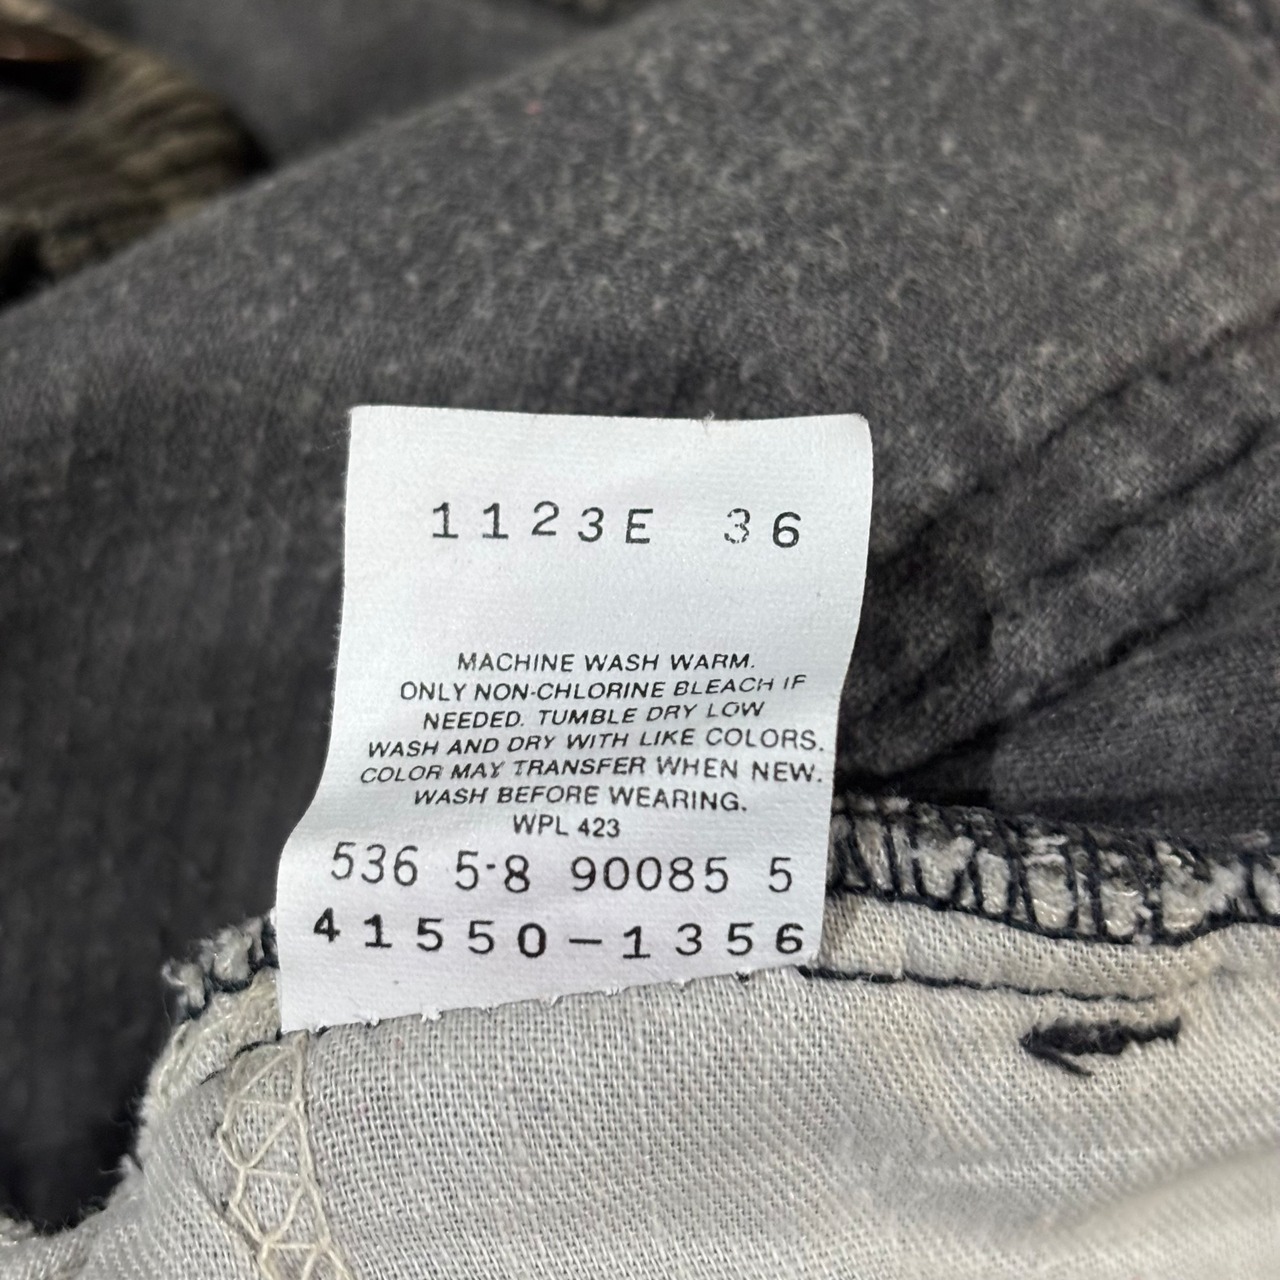 1123E 36
MACHINE WASH WARM.
ONLY NON-CHLORINE BLEACH IF
NEEDED. TUMBLE DRY LOW
WASH AND DRY WITH LIKE COLORS.
COLOR MAY TRANSFER WHEN NEW.
WASH BEFORE WEARING.
WPL 423
536 5-8 90085 5
41550-1356